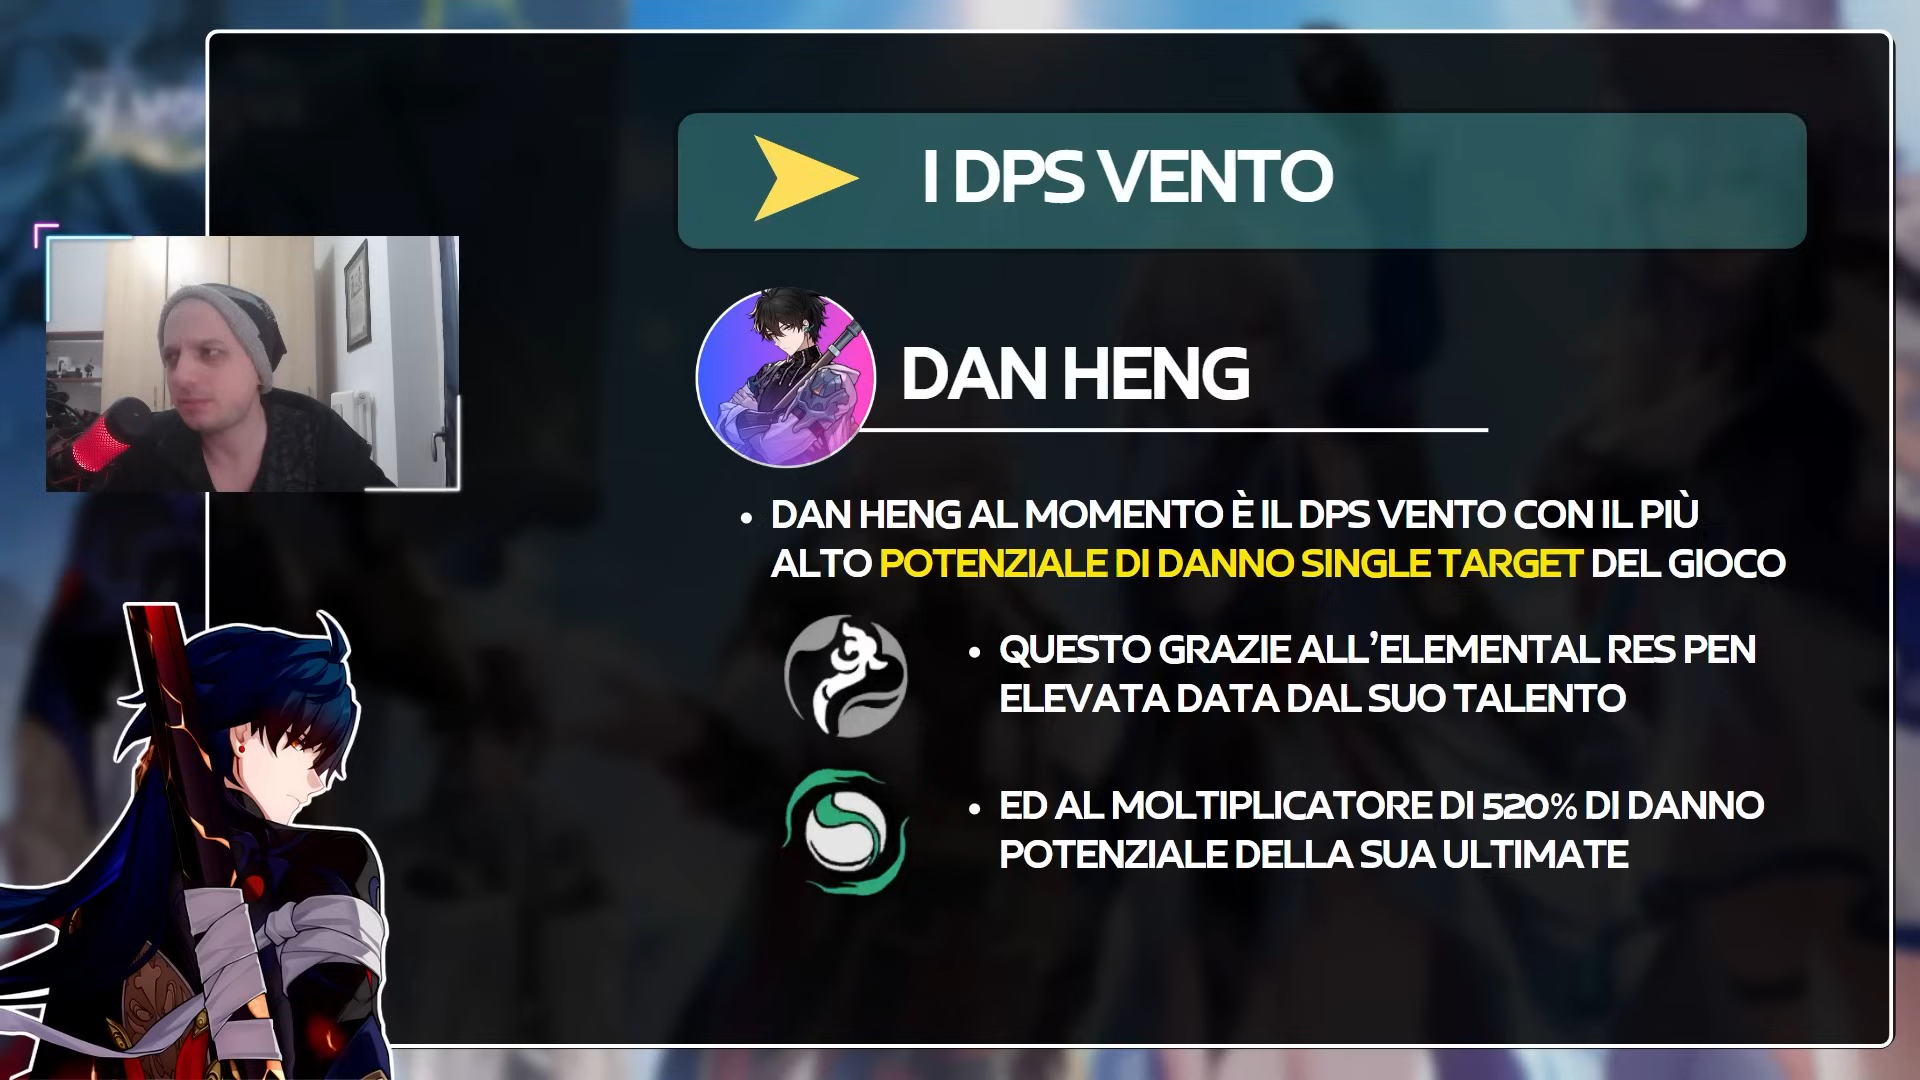 I DPS VENTO
DAN HENG
• DAN HENG AL MOMENTO È IL DPS VENTO CON IL PIÙ
ALTO POTENZIALE DI DANNO SINGLE TARGET DEL GIOCO
• QUESTO GRAZIE ALL'ELEMENTAL RES PEN
ELEVATA DATA DAL SUO TALENTO
• ED AL MOLTIPLICATORE DI 520% DI DANNO
POTENZIALE DELLA SUA ULTIMATE